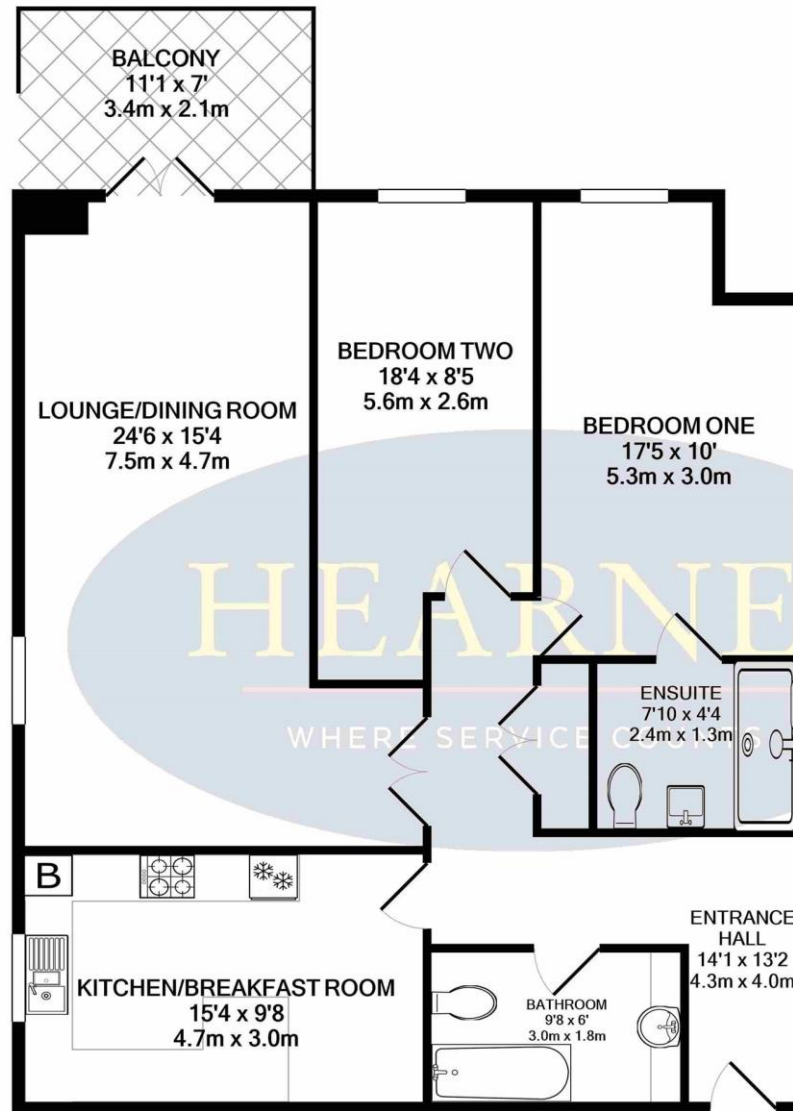 BALCONY
11'1 x 7'
3.4m x 2.1m
BEDROOM TWO
18'4 x 8'5
5.6m x 2.6m
LOUNGE/DINING ROOM
24'6 x 15'4
7.5m x 4.7m
BEDROOM ONE
17'5 x 10'
5.3m x 3.0m
HEARNE
WHERE SERVICE COUNTS
ENSUITE
7'10 x 4'4
2.4m x 1.3m
B
KITCHEN/BREAKFAST ROOM
15'4 x 9'8
4.7m x 3.0m
BATHROOM
9'8 x 6'
3.0m x 1.8m
ENTRANCE
HALL
14'1 x 13'2
4.3m x 4.0m